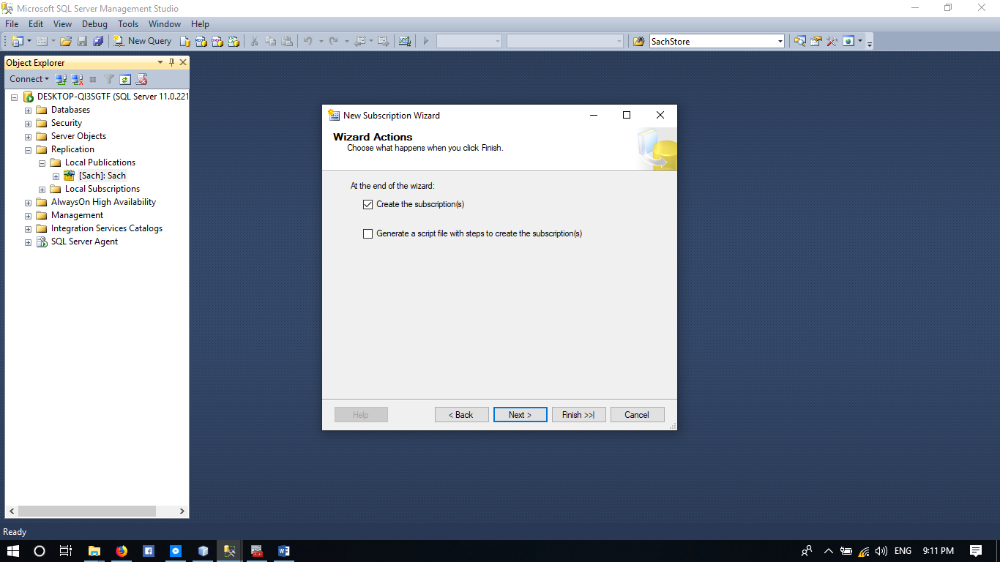 Microsoft SQL Server Management Studio
File Edit View Debug Tools Window Help
New Query
SachStore
Object Explorer
Connect
DESKTOP-QI3SGTF (SQL Server 11.0.221
Databases
Security
Server Objects
Replication
Local Publications
[Sach]: Sach
Local Subscriptions
AlwaysOn High Availability
Management
Integration Services Catalogs
SQL Server Agent
New Subscription Wizard
Wizard Actions
Choose what happens when you click Finish.
At the end of the wizard:
Create the subscription(s)
Generate a script file with steps to create the subscription(s)
Help
< Back
Next >
Finish >>|
Cancel
Ready
ENG
9:11 PM